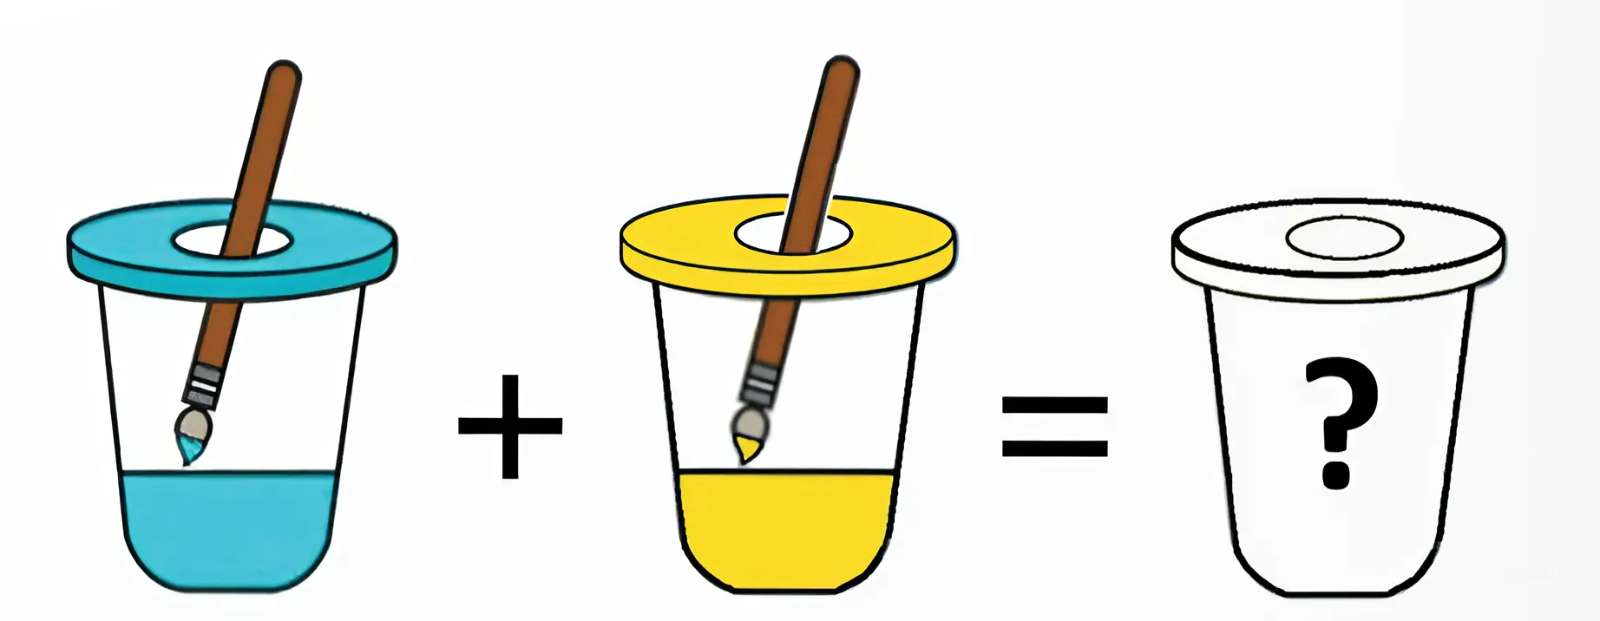 + = ?